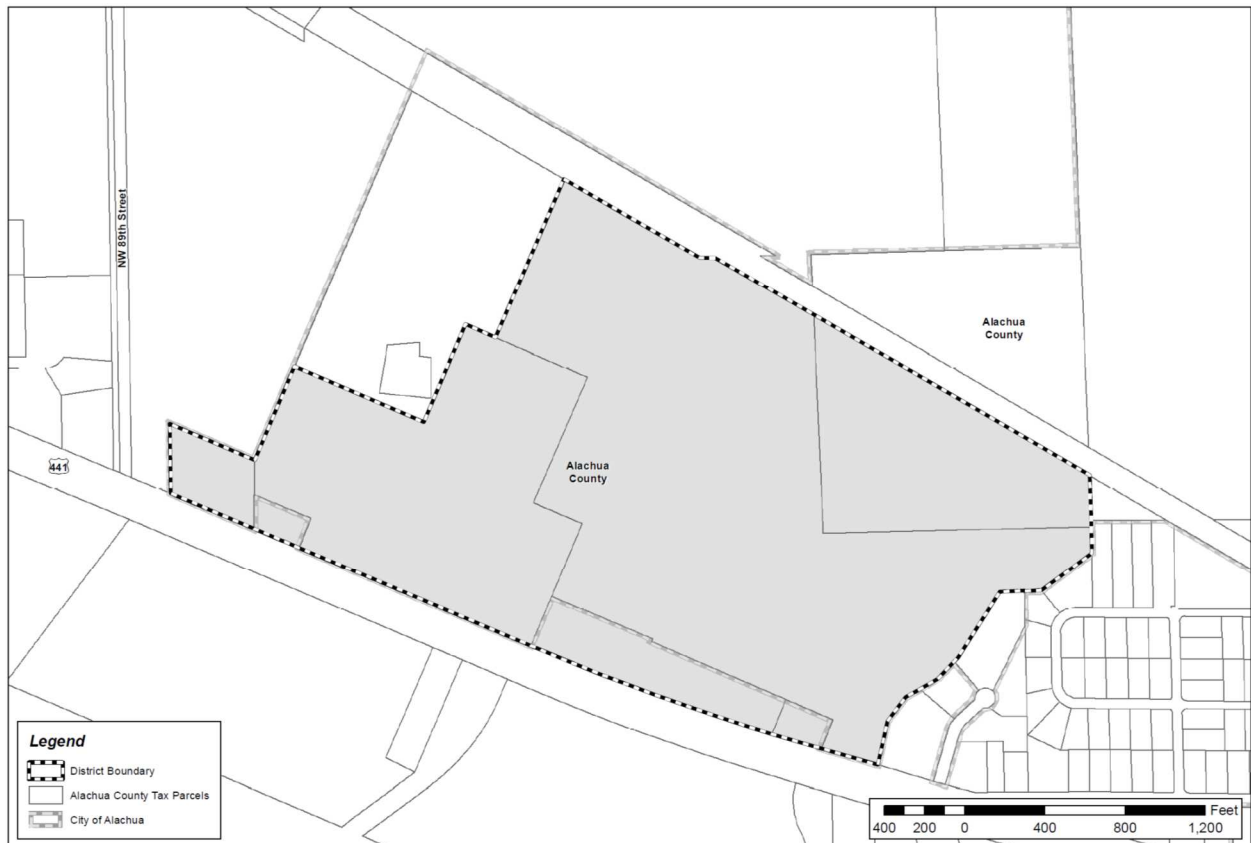 NW 89th Street
Alachua
County
441
Alachua
County
Legend
District Boundary
Alachua County Tax Parcels
City of Alachua
Feet
400 200 0 400 800 1,200